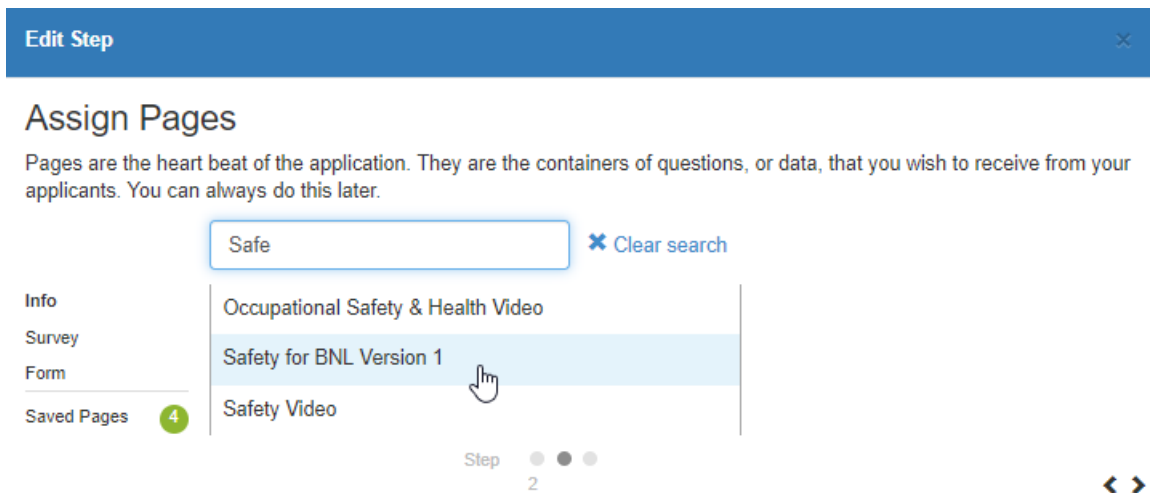 Edit Step
×
Assign Pages
Pages are the heart beat of the application. They are the containers of questions, or data, that you wish to receive from your
applicants. You can always do this later.
Safe
✖ Clear search
Info
Survey
Form
Saved Pages 4
Occupational Safety & Health Video
Safety for BNL Version 1
Safety Video
Step
2